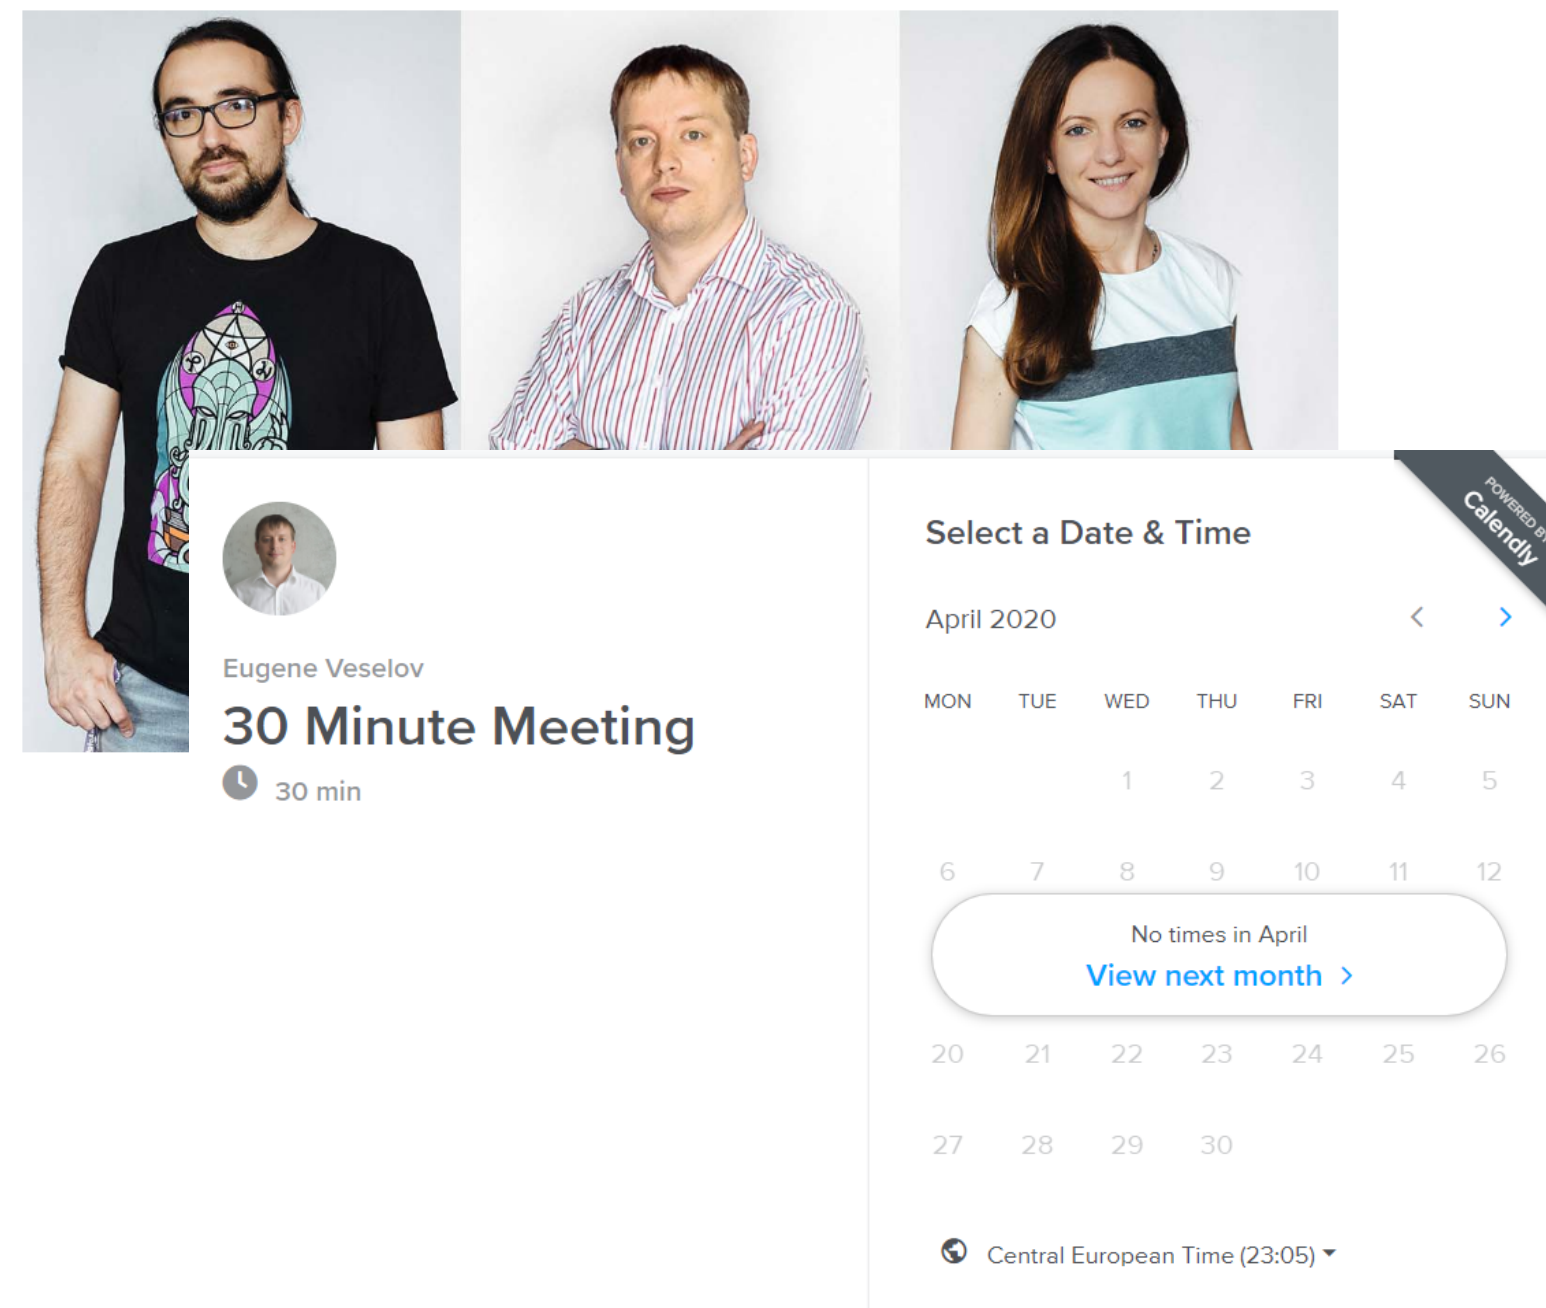 Eugene Veselov
30 Minute Meeting
30 min
Select a Date & Time
POWERED BY
Calendly
April 2020
MON TUE WED THU FRI SAT SUN
1 2 3 4 5
6 7 8 9 10 11 12
No times in April
View next month >
20 21 22 23 24 25 26
27 28 29 30
Central European Time (23:05)